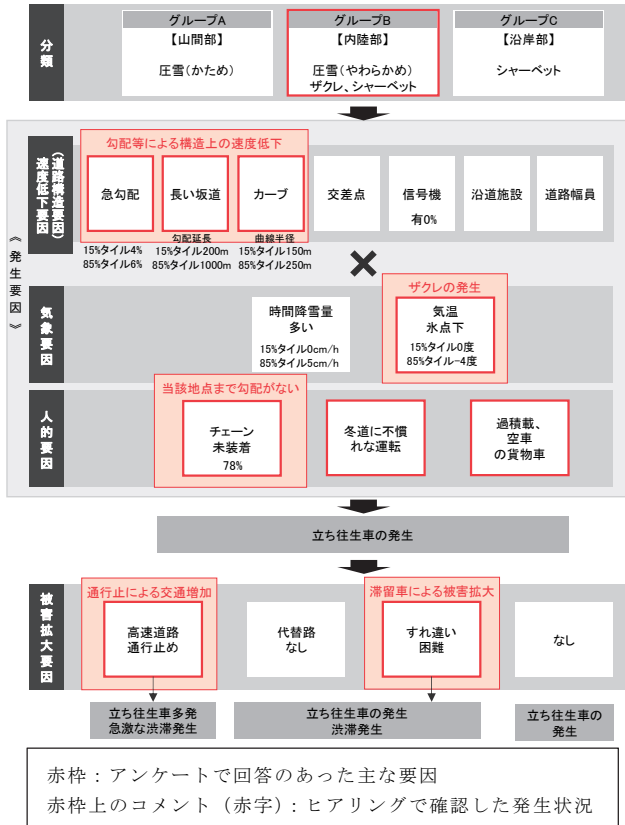 分類
グループA
【山間部】
圧雪(かため)
グループB
【内陸部】
圧雪(やわらかめ)
ザクレ、シャーベット
グループC
【沿岸部】
シャーベット
《発生要因》
速度低下要因
(道路構造要因)
勾配等による構造上の速度低下
急勾配
長い坂道
カーブ
交差点
信号機
有0%
沿道施設
道路幅員
15%タイル4%
85%タイル6%
勾配延長
15%タイル200m
85%タイル1000m
曲線半径
15%タイル150m
85%タイル250m
×
気象要因
時間降雪量
多い
15%タイル0cm/h
85%タイル5cm/h
ザクレの発生
気温
氷点下
15%タイル0度
85%タイル-4度
人的要因
当該地点まで勾配がない
チェーン
未装着
78%
冬道に不慣
れな運転
過積載、
空車
の貨物車
立ち往生車の発生
被害拡大要因
通行止による交通増加
高速道路
通行止め
代替路
なし
滞留車による被害拡大
すれ違い
困難
なし
立ち往生車多発
急激な渋滞発生
立ち往生車の発生
渋滞発生
立ち往生車の
発生
赤枠：アンケートで回答のあった主な要因
赤枠上のコメント（赤字）：ヒアリングで確認した発生状況